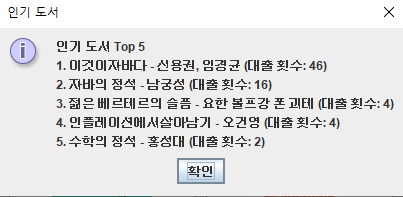 인기 도서
인기 도서 Top 5
1. 이것이자바다 - 신용권, 임경균 (대출 횟수: 46)
2. 자바의 정석 - 남궁성 (대출 횟수: 16)
3. 젊은 베르테르의 슬픔 - 요한 볼프강 폰 괴테 (대출 횟수: 4)
4. 인플레이션에서살아남기 - 오건영 (대출 횟수: 4)
5. 수학의 정석 - 홍성대 (대출 횟수: 2)
확인